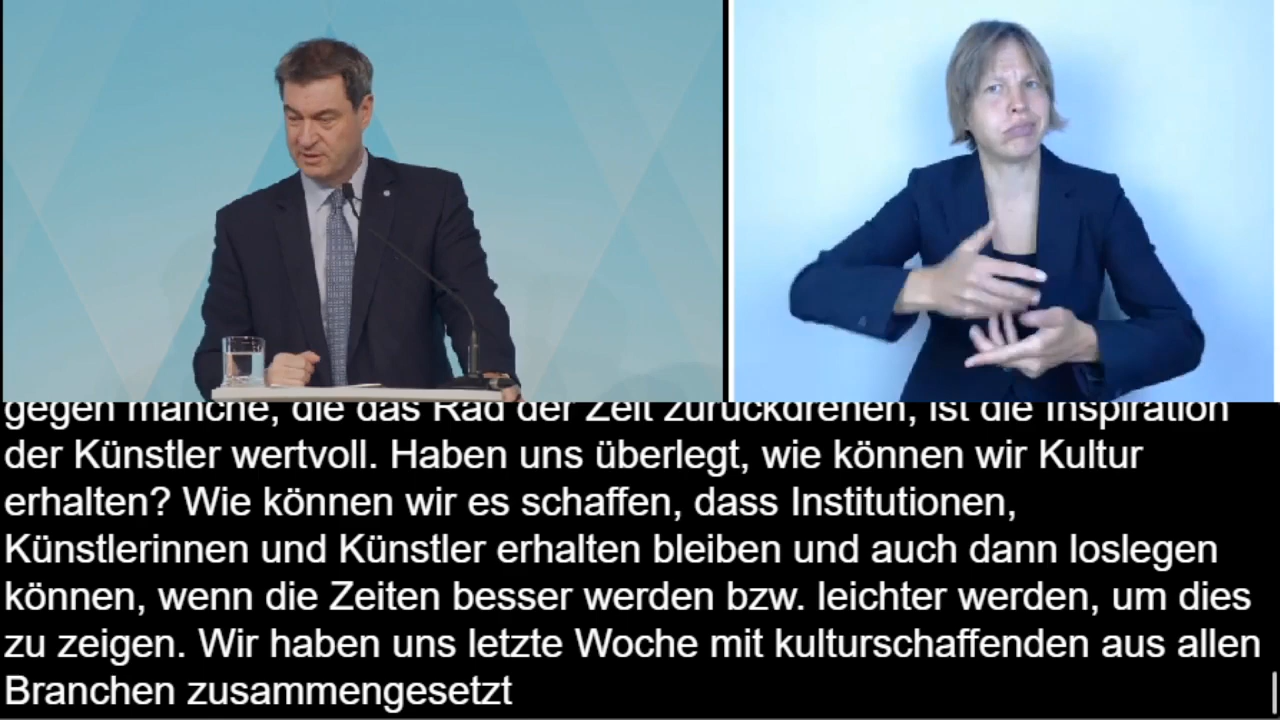 gegen manche, die das Rad der Zeit zurückdrehen, ist die Inspiration
der Künstler wertvoll. Haben uns überlegt, wie können wir Kultur
erhalten? Wie können wir es schaffen, dass Institutionen,
Künstlerinnen und Künstler erhalten bleiben und auch dann loslegen
können, wenn die Zeiten besser werden bzw. leichter werden, um dies
zu zeigen. Wir haben uns letzte Woche mit kulturschaffenden aus allen
Branchen zusammengesetzt